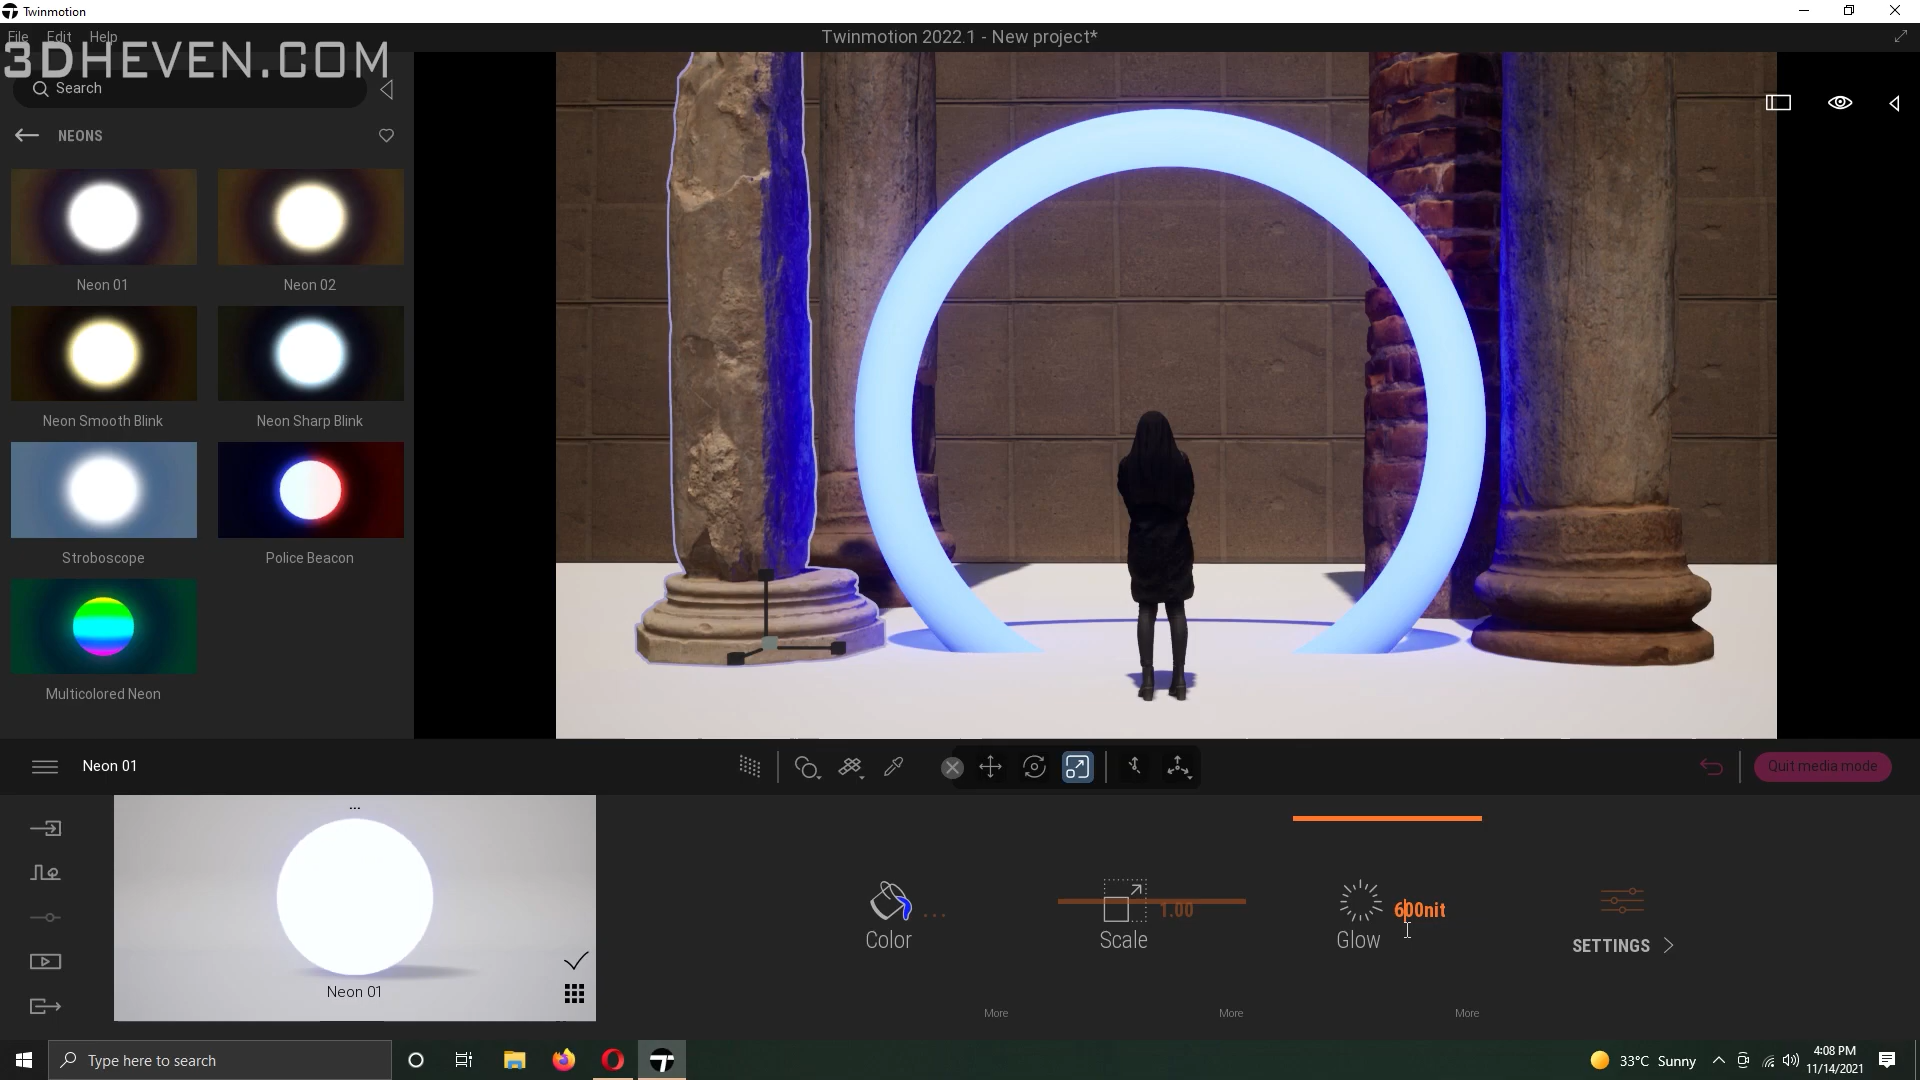 Twinmotion
File Edit Help
Twinmotion 2022.1 - New project*
3DHEVEN.COM
Search
NEONS
Neon 01
Neon 02
Neon Smooth Blink
Neon Sharp Blink
Stroboscope
Police Beacon
Multicolored Neon
Neon 01
Quit media mode
...
Neon 01
Color
...
Scale
1.00
Glow
600nit
SETTINGS
More
More
More
Type here to search
33°C Sunny
4:08 PM
11/14/2021